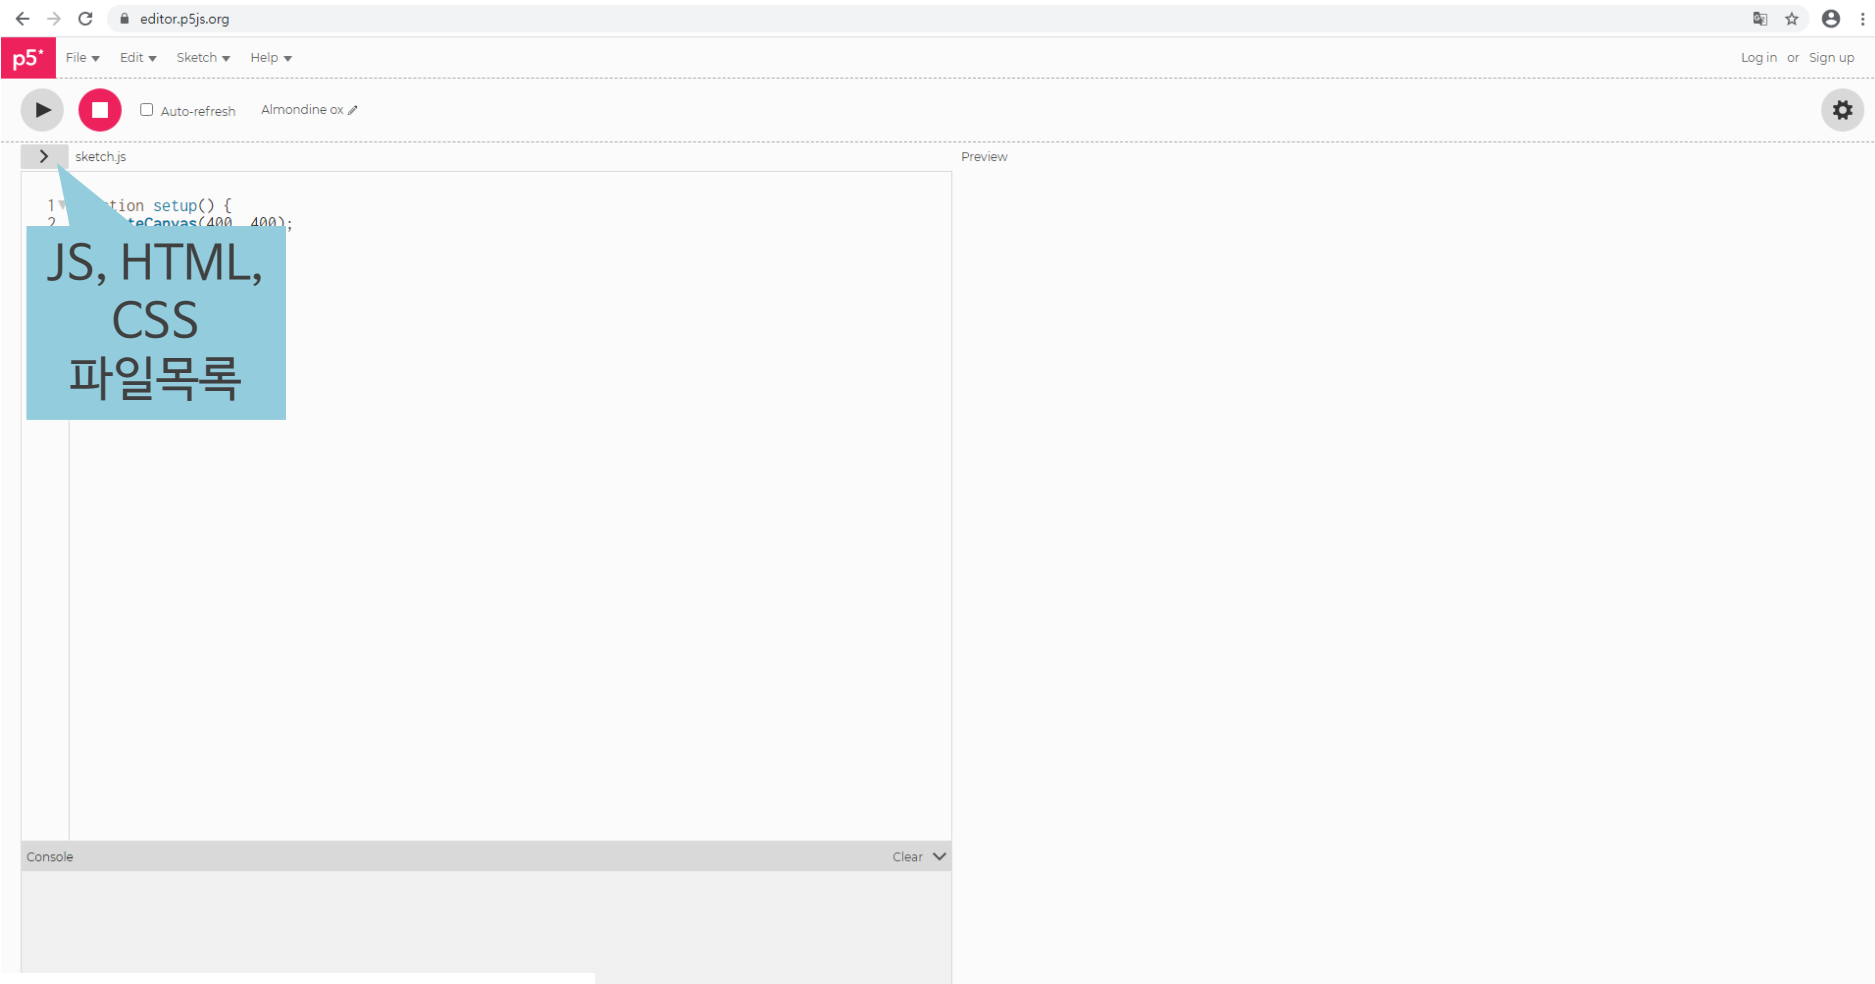 editor.p5js.org
p5*
File Edit Sketch Help
Log in or Sign up
Auto-refresh Almondine ox
sketch.js
Preview
1 tion setup() {
2 teCanvas(400, 400);
JS, HTML,
CSS
파일목록
Console
Clear